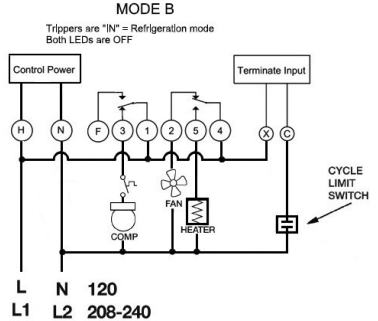 MODE B
Trippers are "IN" = Refrigeration mode
Both LEDs are OFF
Control Power
Terminate Input
H N F 3 1 2 5 4 X C
CYCLE
LIMIT
SWITCH
FAN
COMP
HEATER
L N 120
L1 L2 208-240